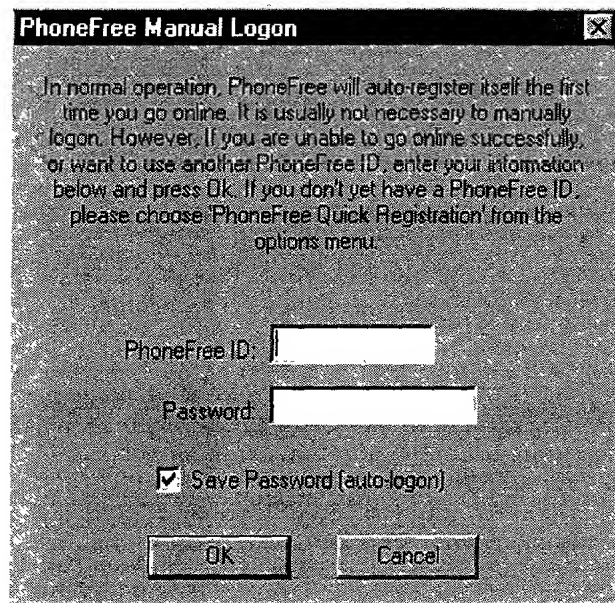 PhoneFree Manual Logon
In normal operation, PhoneFree will auto-register itself the first
time you go online. It is usually not necessary to manually
logon. However, If you are unable to go online successfully,
or want to use another PhoneFree ID, enter your information
below and press Ok. If you don't yet have a PhoneFree ID,
please choose 'PhoneFree Quick Registration' from the
options menu.
PhoneFree ID:
Password:
Save Password (auto-logon)
OK Cancel